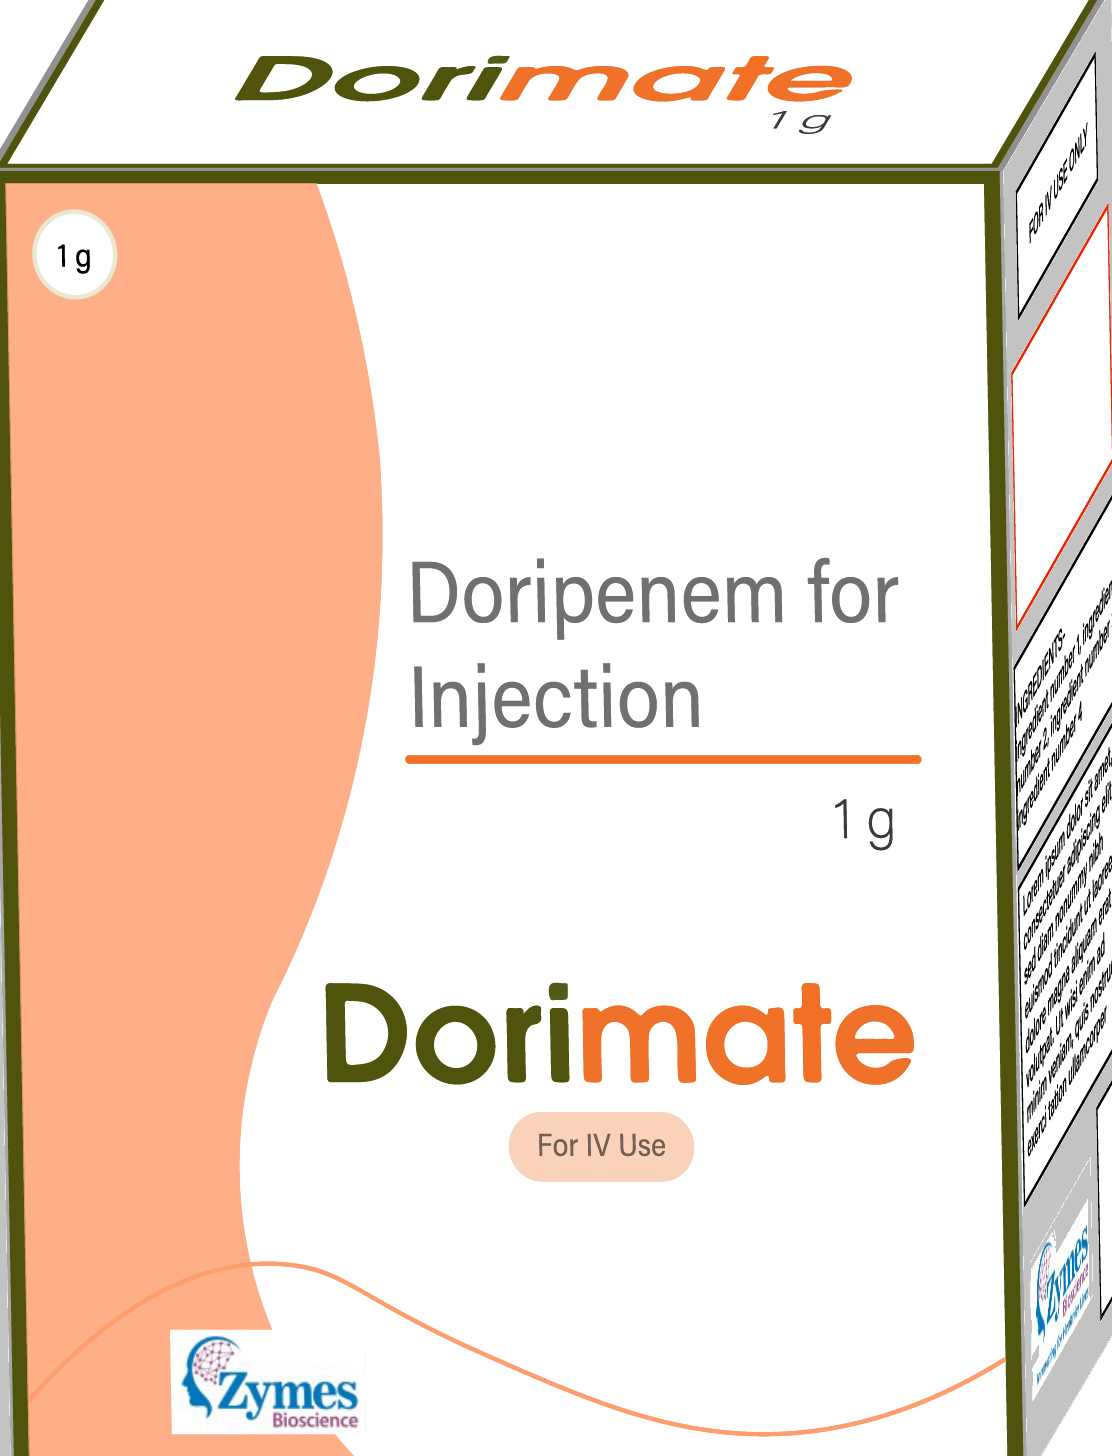 Dorimate
1 g
1 g
Doripenem for
Injection
1 g
Dorimate
For IV Use
Zymes
Bioscience
FOR IV USE ONLY
INGREDIENTS-
ingredient number 1, ingredient
number 2, ingredient number
ingredient number 4
Lorem ipsum dolor sit amet,
consectetuer adipiscing elit,
sed diam nonummy nibh
euismod tincidunt ut laoreet
dolore magna aliquam erat
volutpat. Ut wisi enim ad
minim veniam, quis nostrud
exerci tation ullamcorper
Zymes
Bioscience